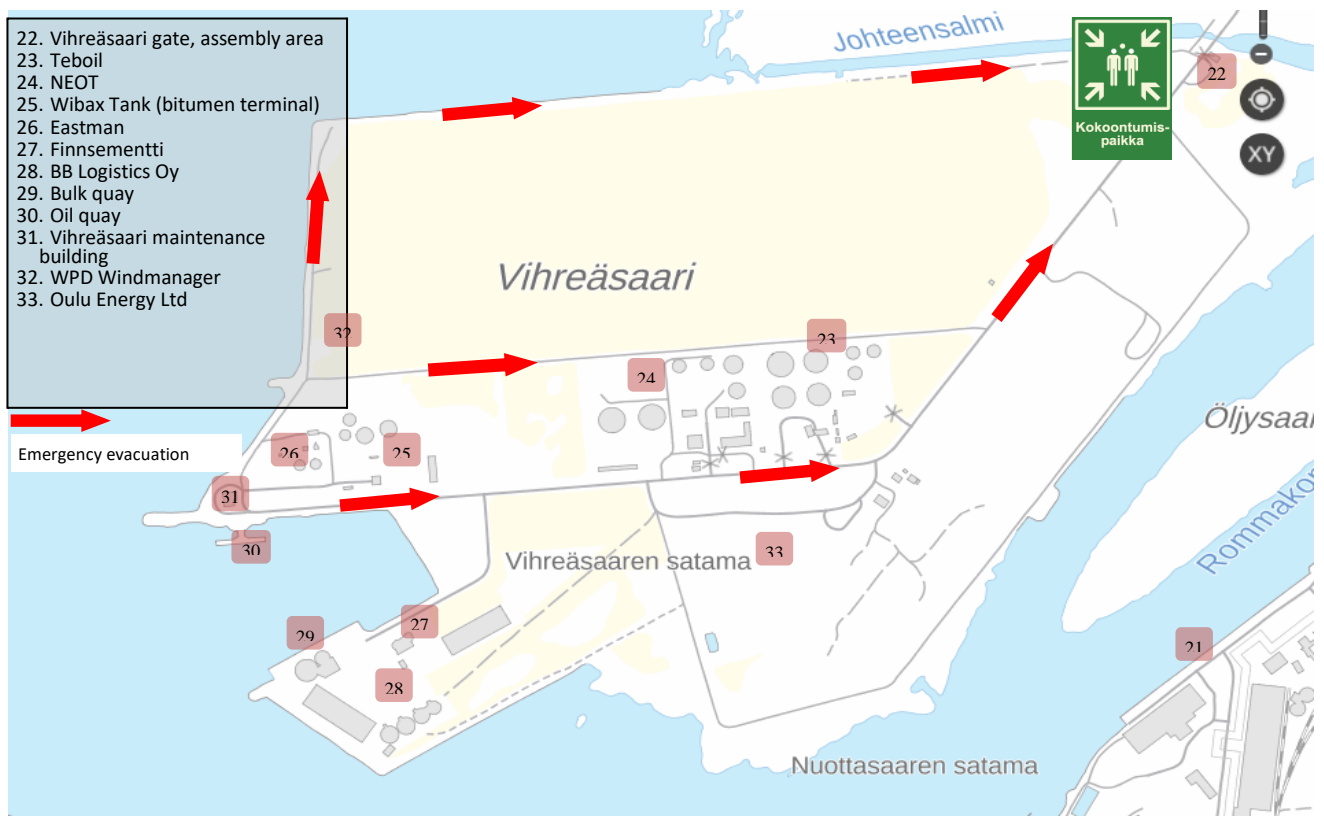 22. Vihreäsaari gate, assembly area
23. Teboil
24. NEOT
25. Wibax Tank (bitumen terminal)
26. Eastman
27. Finnsementti
28. BB Logistics Oy
29. Bulk quay
30. Oil quay
31. Vihreäsaari maintenance
building
32. WPD Windmanager
33. Oulu Energy Ltd
Emergency evacuation
Johteensalmi
Kokoontumis-
paikka
22
XY
Vihreäsaari
32
23
24
Öljysaar
26
25
31
30
Vihreäsaaren satama
33
Rommakon
27
29
21
28
Nuottasaaren satama